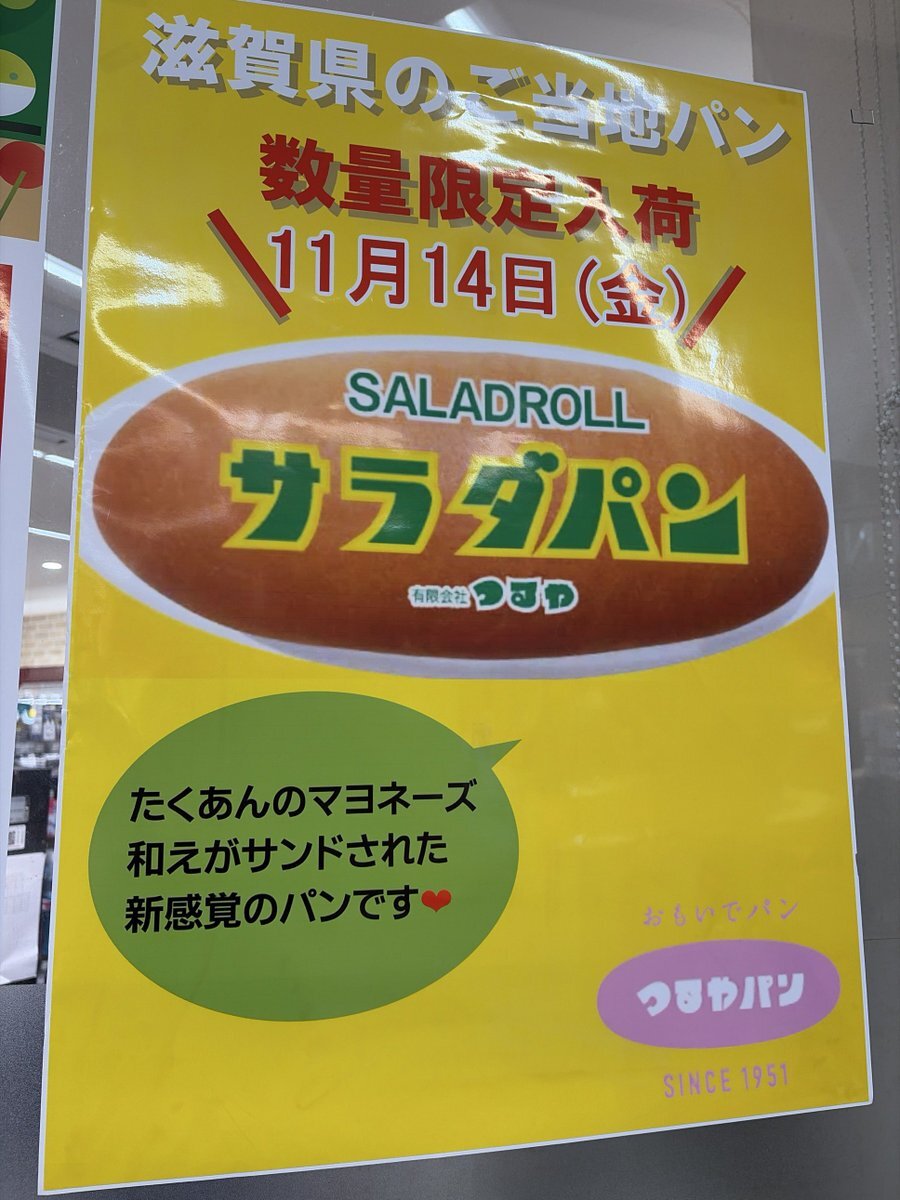 滋賀県のご当地パン
数量限定入荷
11月14日(金)
SALADROLL
サラダパン
有限会社 つるや
たくあんのマヨネーズ
和えがサンドされた
新感覚のパンです❤
おもいでパン
つるやパン
SINCE 1951